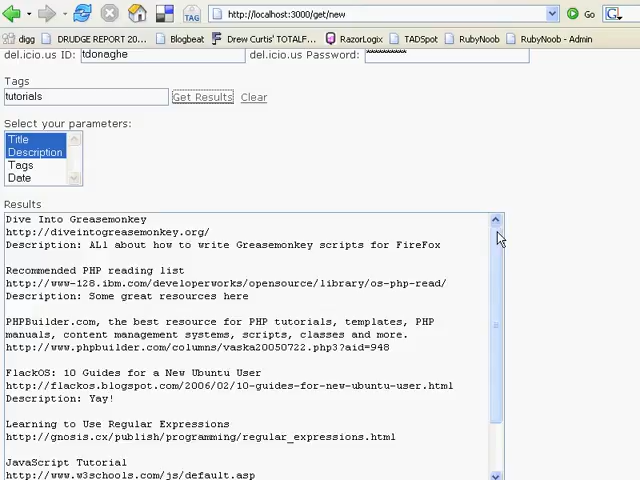 TAG
http://localhost:3000/get/new
Go
digg DRUDGE REPORT 20... Blogbeat Drew Curtis' TOTALF... RazorLogix TADSpot RubyNoob RubyNoob - Admin
del.icio.us ID: tdonaghe del.icio.us Password: **********
Tags
tutorials Get Results Clear
Select your parameters:
Title
Description
Tags
Date
Results
Dive Into Greasemonkey
http://diveintogreasemonkey.org/
Description: ALl about how to write Greasemonkey scripts for FireFox
Recommended PHP reading list
http://www-128.ibm.com/developerworks/opensource/library/os-php-read/
Description: Some great resources here
PHPBuilder.com, the best resource for PHP tutorials, templates, PHP
manuals, content management systems, scripts, classes and more.
http://www.phpbuilder.com/columns/vaska20050722.php3?aid=948
FlackOS: 10 Guides for a New Ubuntu User
http://flackos.blogspot.com/2006/02/10-guides-for-new-ubuntu-user.html
Description: Yay!
Learning to Use Regular Expressions
http://gnosis.cx/publish/programming/regular_expressions.html
JavaScript Tutorial
http://www.w3schools.com/js/default.asp